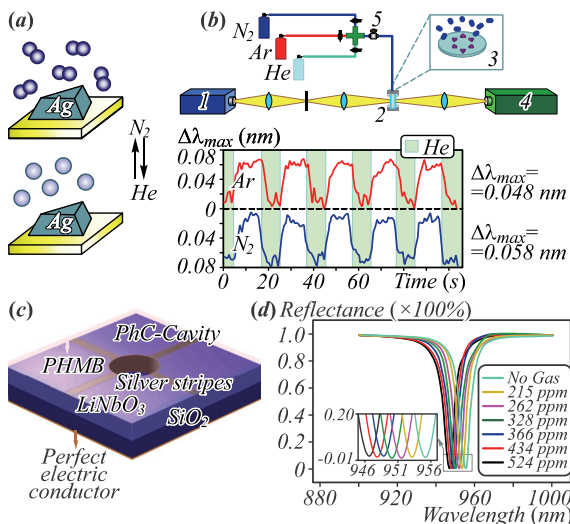 (a)
Ag
N2
He
Ag
(b)
N2
Ar
He
5
3
1
2
4
Δλmax (nm)
He
0.08
Ar
0.04
0
N2
0.04
0.08
0 20 40 60 Time (s)
Δλmax=
=0.048 nm
Δλmax=
=0.058 nm
(c)
PhC-Cavity
PHMB
Silver stripes
LiNbO3
SiO2
Perfect
electric
conductor
(d) Reflectance (×100%)
1.0
0.8
0.6
0.4
0.2
0
0.20
-0.01
946 951 956
No Gas
215 ppm
262 ppm
328 ppm
366 ppm
434 ppm
524 ppm
880 920 960 1000
Wavelength (nm)